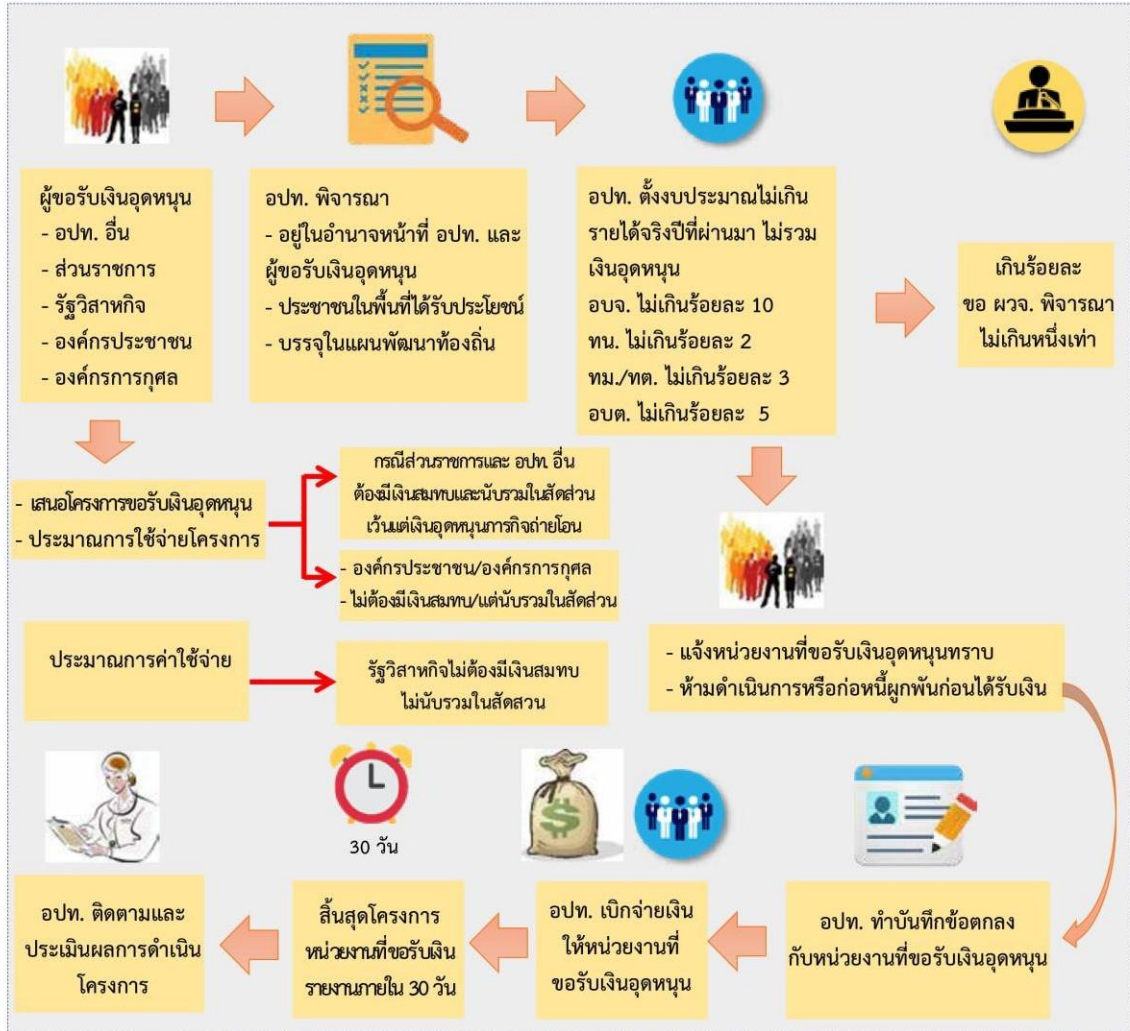 ผู้ขอรับเงินอุดหนุน
- อปท. อื่น
- ส่วนราชการ
- รัฐวิสาหกิจ
- องค์กรประชาชน
- องค์กรการกุศล
อปท. พิจารณา
- อยู่ในอำนาจหน้าที่ อปท. และ
ผู้ขอรับเงินอุดหนุน
- ประชาชนในพื้นที่ได้รับประโยชน์
- บรรจุในแผนพัฒนาท้องถิ่น
อปท. ตั้งงบประมาณไม่เกิน
รายได้จริงปีที่ผ่านมา ไม่รวม
เงินอุดหนุน
อบจ. ไม่เกินร้อยละ 10
ทน. ไม่เกินร้อยละ 2
ทม./ทต. ไม่เกินร้อยละ 3
อบต. ไม่เกินร้อยละ 5
เกินร้อยละ
ขอ ผวจ. พิจารณา
ไม่เกินหนึ่งเท่า
- เสนอโครงการขอรับเงินอุดหนุน
- ประมาณการใช้จ่ายโครงการ
กรณีส่วนราชการและ อปท. อื่น
ต้องมีเงินสมทบและนับรวมในสัดส่วน
เว้นแต่เงินอุดหนุนภารกิจถ่ายโอน
- องค์กรประชาชน/องค์กรการกุศล
- ไม่ต้องมีเงินสมทบ/แต่นับรวมในสัดส่วน
ประมาณการค่าใช้จ่าย
รัฐวิสาหกิจไม่ต้องมีเงินสมทบ
ไม่นับรวมในสัดสวน
- แจ้งหน่วยงานที่ขอรับเงินอุดหนุนทราบ
- ห้ามดำเนินการหรือก่อหนี้ผูกพันก่อนได้รับเงิน
อปท. ทำบันทึกข้อตกลง
กับหน่วยงานที่ขอรับเงินอุดหนุน
อปท. เบิกจ่ายเงิน
ให้หน่วยงานที่
ขอรับเงินอุดหนุน
30 วัน
สิ้นสุดโครงการ
หน่วยงานที่ขอรับเงิน
รายงานภายใน 30 วัน
อปท. ติดตามและ
ประเมินผลการดำเนิน
โครงการ